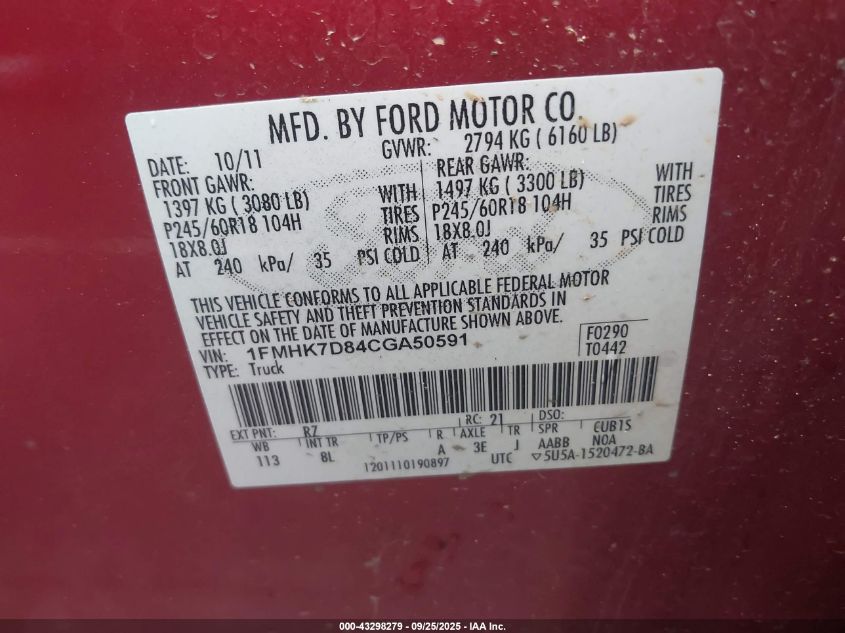 MFD. BY FORD MOTOR CO.
DATE: 10/11 GVWR: 2794 KG ( 6160 LB)
FRONT GAWR: REAR GAWR:
1397 KG ( 3080 LB) WITH 1497 KG ( 3300 LB) WITH
P245/60R18 104H TIRES P245/60R18 104H TIRES
18X8.0J RIMS 18X8.0J RIMS
AT 240 kPa/ 35 PSI COLD AT 240 kPa/ 35 PSI COLD
THIS VEHICLE CONFORMS TO ALL APPLICABLE FEDERAL MOTOR
VEHICLE SAFETY AND THEFT PREVENTION STANDARDS IN
EFFECT ON THE DATE OF MANUFACTURE SHOWN ABOVE.
VIN: 1FMHK7D84CGA50591 F0290
TYPE: Truck T0442
EXT PNT: RZ RC: 21 DSO:
WB INT TR TP/PS R AXLE TR SPR CUB1S
113 8L A 3E J AABB NOA
1201110190897 UTC ▽5U5A-1520472-BA
000-43298279 - 09/25/2025 - IAA Inc.